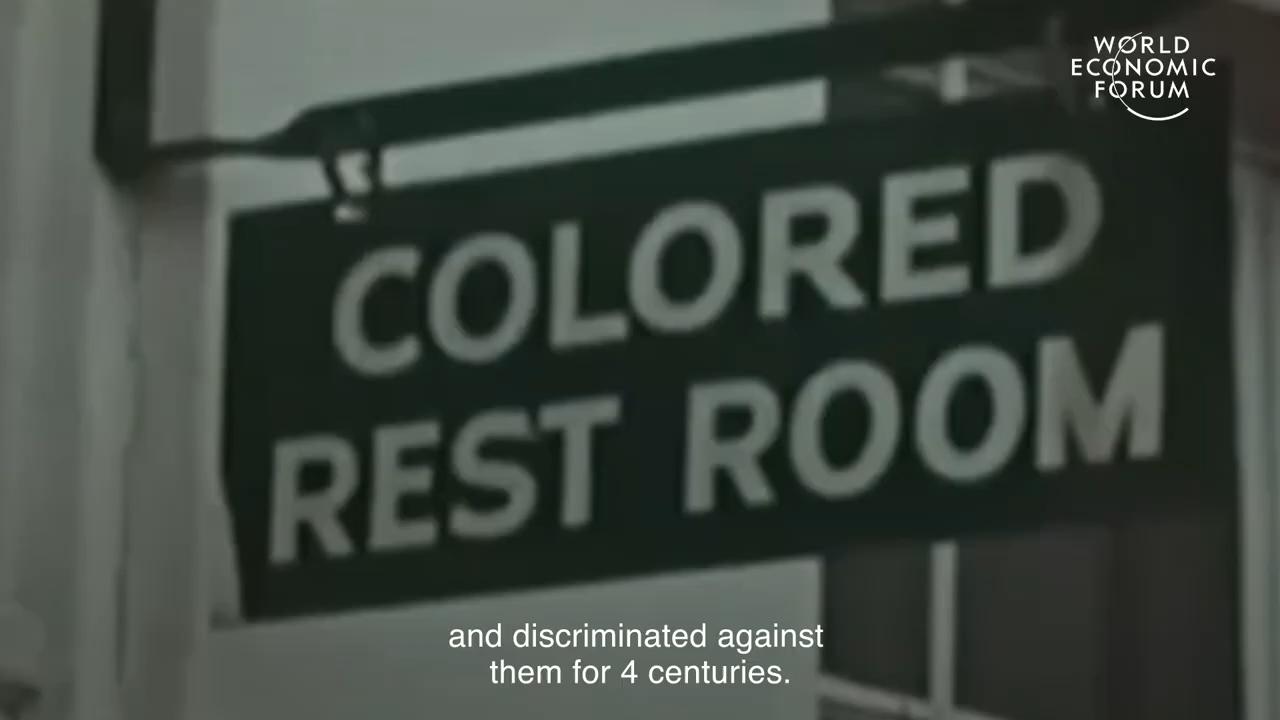 WORLD
ECONOMIC
FORUM
COLORED
REST ROOM
and discriminated against
them for 4 centuries.